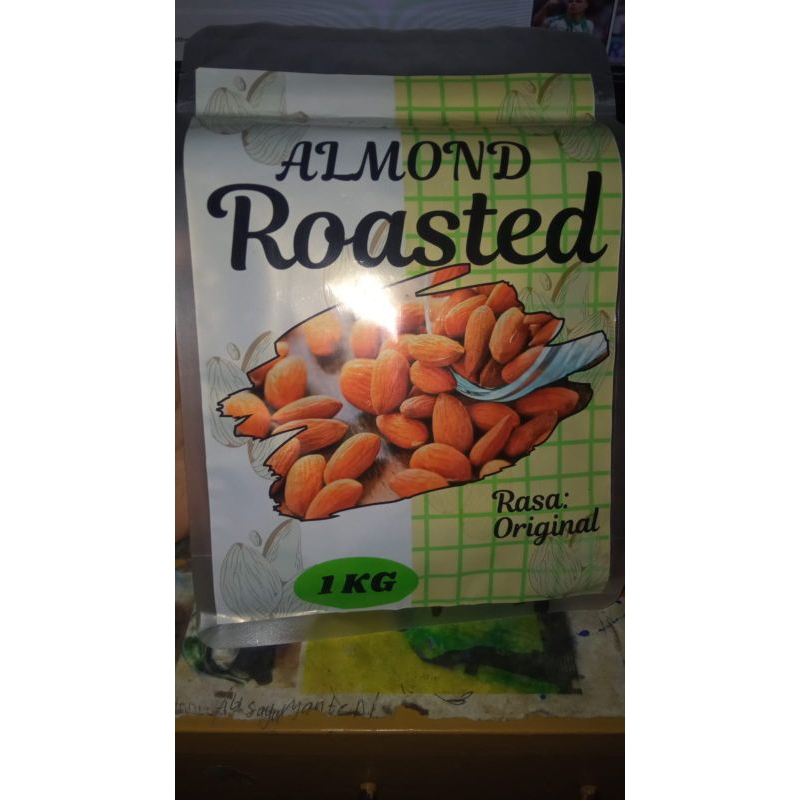 ALMOND
Roasted
Rasa:
Original
1 KG